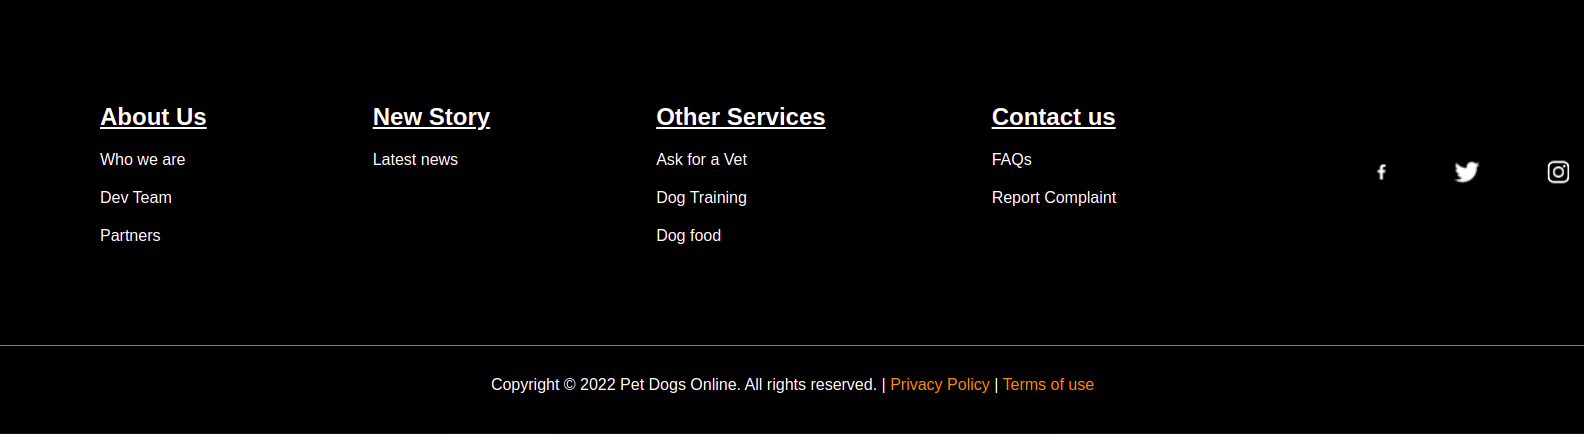 About Us
Who we are
Dev Team
Partners
New Story
Latest news
Other Services
Ask for a Vet
Dog Training
Dog food
Contact us
FAQs
Report Complaint
Copyright © 2022 Pet Dogs Online. All rights reserved. | Privacy Policy | Terms of use